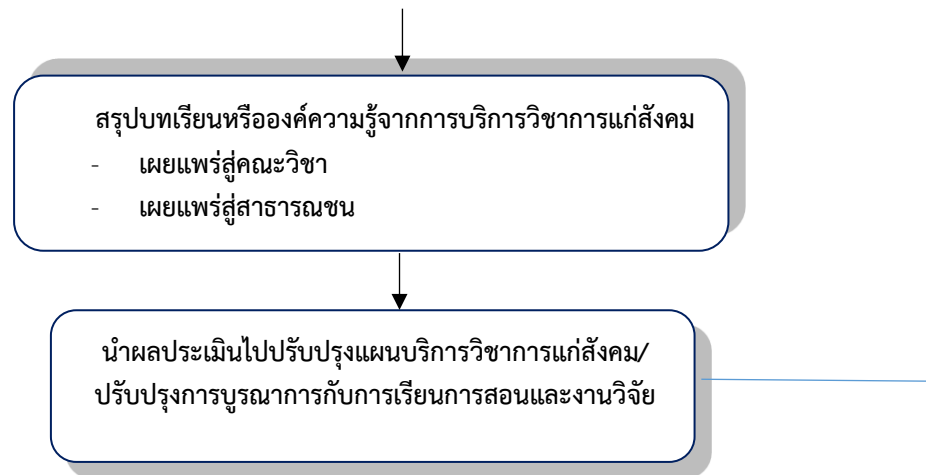 สรุปบทเรียนหรือองค์ความรู้จากการบริการวิชาการแก่สังคม
- เผยแพร่สู่คณะวิชา
- เผยแพร่สู่สาธารณชน
นำผลประเมินไปปรับปรุงแผนบริการวิชาการแก่สังคม/
ปรับปรุงการบูรณาการกับการเรียนการสอนและงานวิจัย